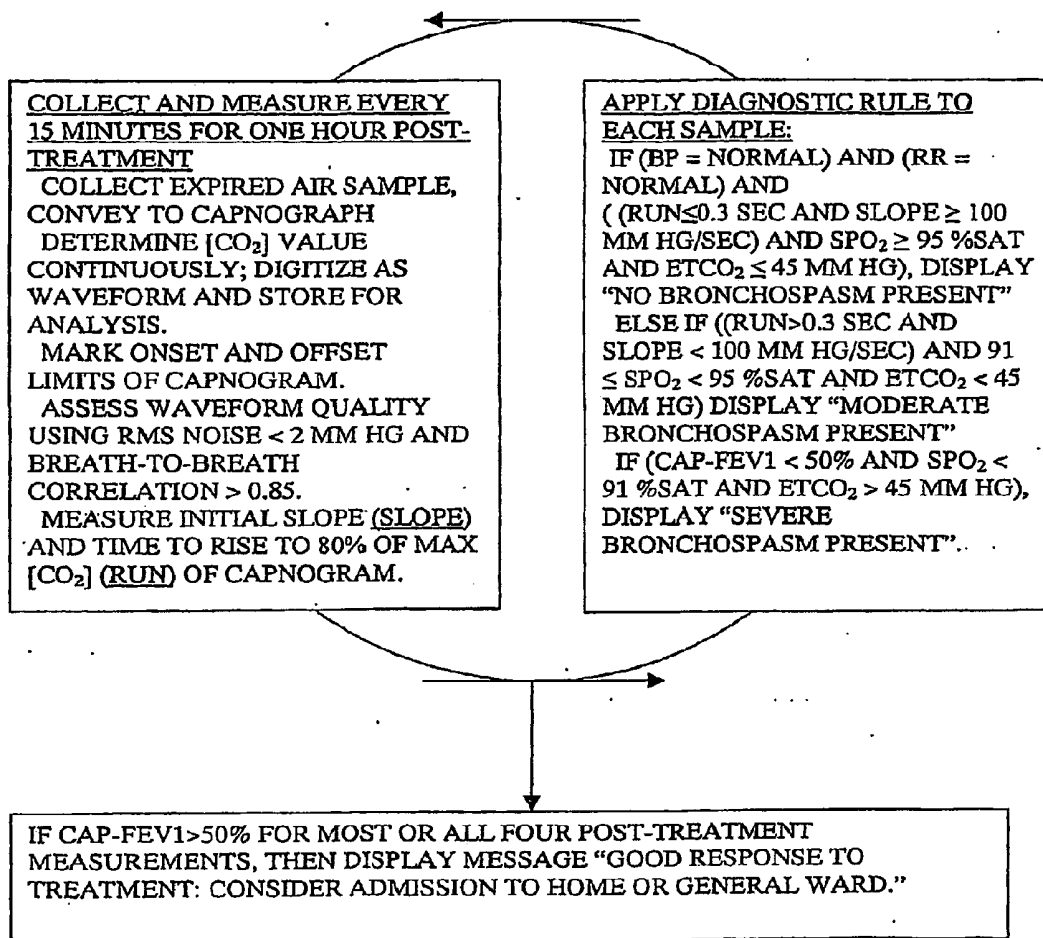 COLLECT AND MEASURE EVERY
15 MINUTES FOR ONE HOUR POST-
TREATMENT
COLLECT EXPIRED AIR SAMPLE,
CONVEY TO CAPNOGRAPH
DETERMINE [CO₂] VALUE
CONTINUOUSLY; DIGITIZE AS
WAVEFORM AND STORE FOR
ANALYSIS.
MARK ONSET AND OFFSET
LIMITS OF CAPNOGRAM.
ASSESS WAVEFORM QUALITY
USING RMS NOISE < 2 MM HG AND
BREATH-TO-BREATH
CORRELATION > 0.85.
MEASURE INITIAL SLOPE (SLOPE)
AND TIME TO RISE TO 80% OF MAX
[CO₂] (RUN) OF CAPNOGRAM.
APPLY DIAGNOSTIC RULE TO
EACH SAMPLE:
IF (BP = NORMAL) AND (RR =
NORMAL) AND
( (RUN≤0.3 SEC AND SLOPE ≥ 100
MM HG/SEC) AND SPO₂ ≥ 95 %SAT
AND ETCO₂ ≤ 45 MM HG), DISPLAY
“NO BRONCHOSPASM PRESENT”
ELSE IF ((RUN>0.3 SEC AND
SLOPE < 100 MM HG/SEC) AND 91
≤ SPO₂ < 95 %SAT AND ETCO₂ < 45
MM HG) DISPLAY “MODERATE
BRONCHOSPASM PRESENT”
IF (CAP-FEV1 < 50% AND SPO₂ <
91 %SAT AND ETCO₂ > 45 MM HG),
DISPLAY “SEVERE
BRONCHOSPASM PRESENT”.
IF CAP-FEV1>50% FOR MOST OR ALL FOUR POST-TREATMENT
MEASUREMENTS, THEN DISPLAY MESSAGE “GOOD RESPONSE TO
TREATMENT: CONSIDER ADMISSION TO HOME OR GENERAL WARD.”